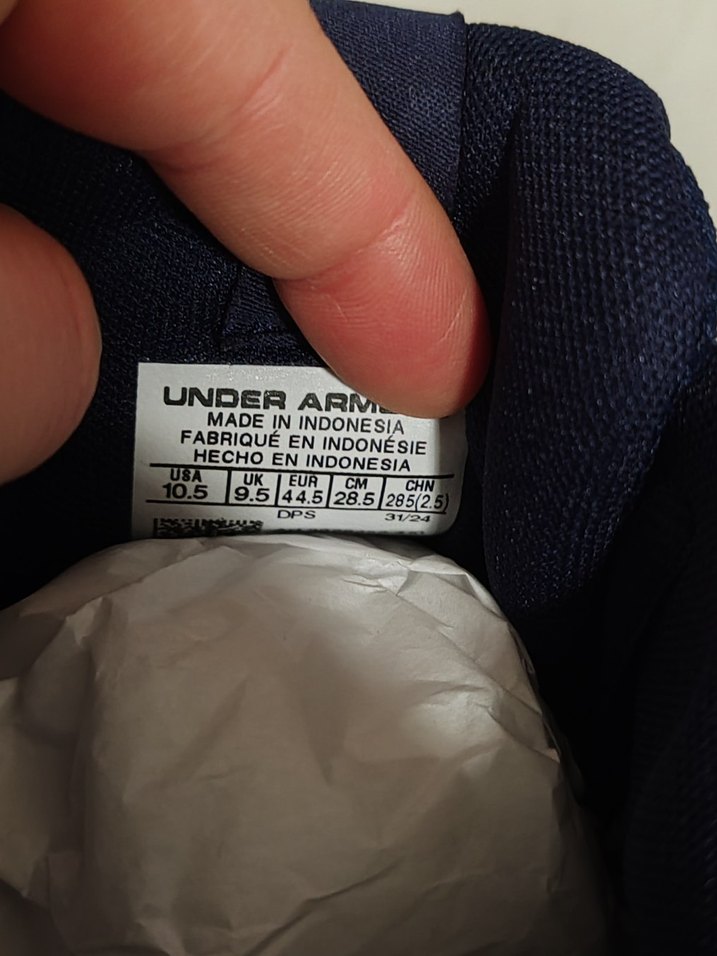 UNDER
MADE IN INDONESIA
FABRIQUÉ EN INDONÉSIE
HECHO EN INDONESIA
USA UK EUR CM CHN
10.5 9.5 44.5 28.5 285(2.5)
DPS 31/24